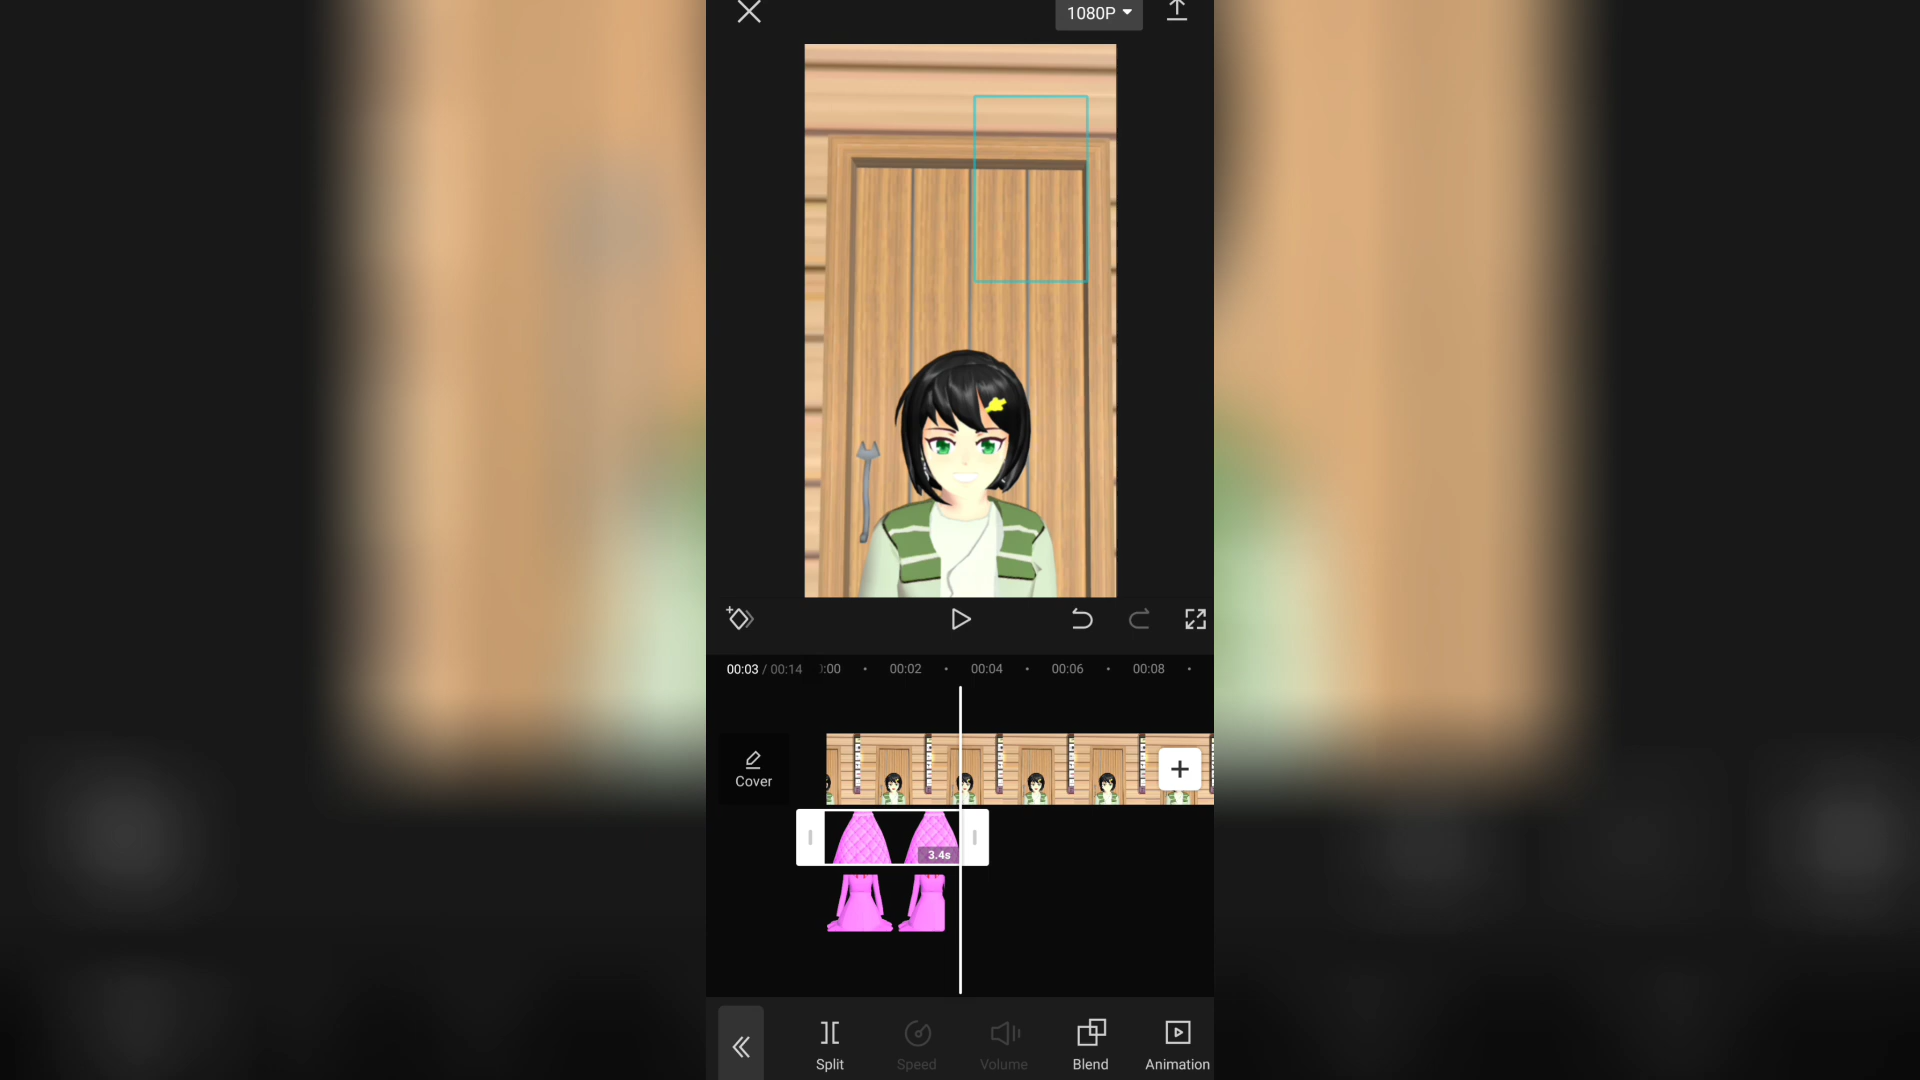 1080P
00:03 / 00:14
:00
00:02
00:04
00:06
00:08
Cover
3.4s
Split
Speed
Volume
Blend
Animation